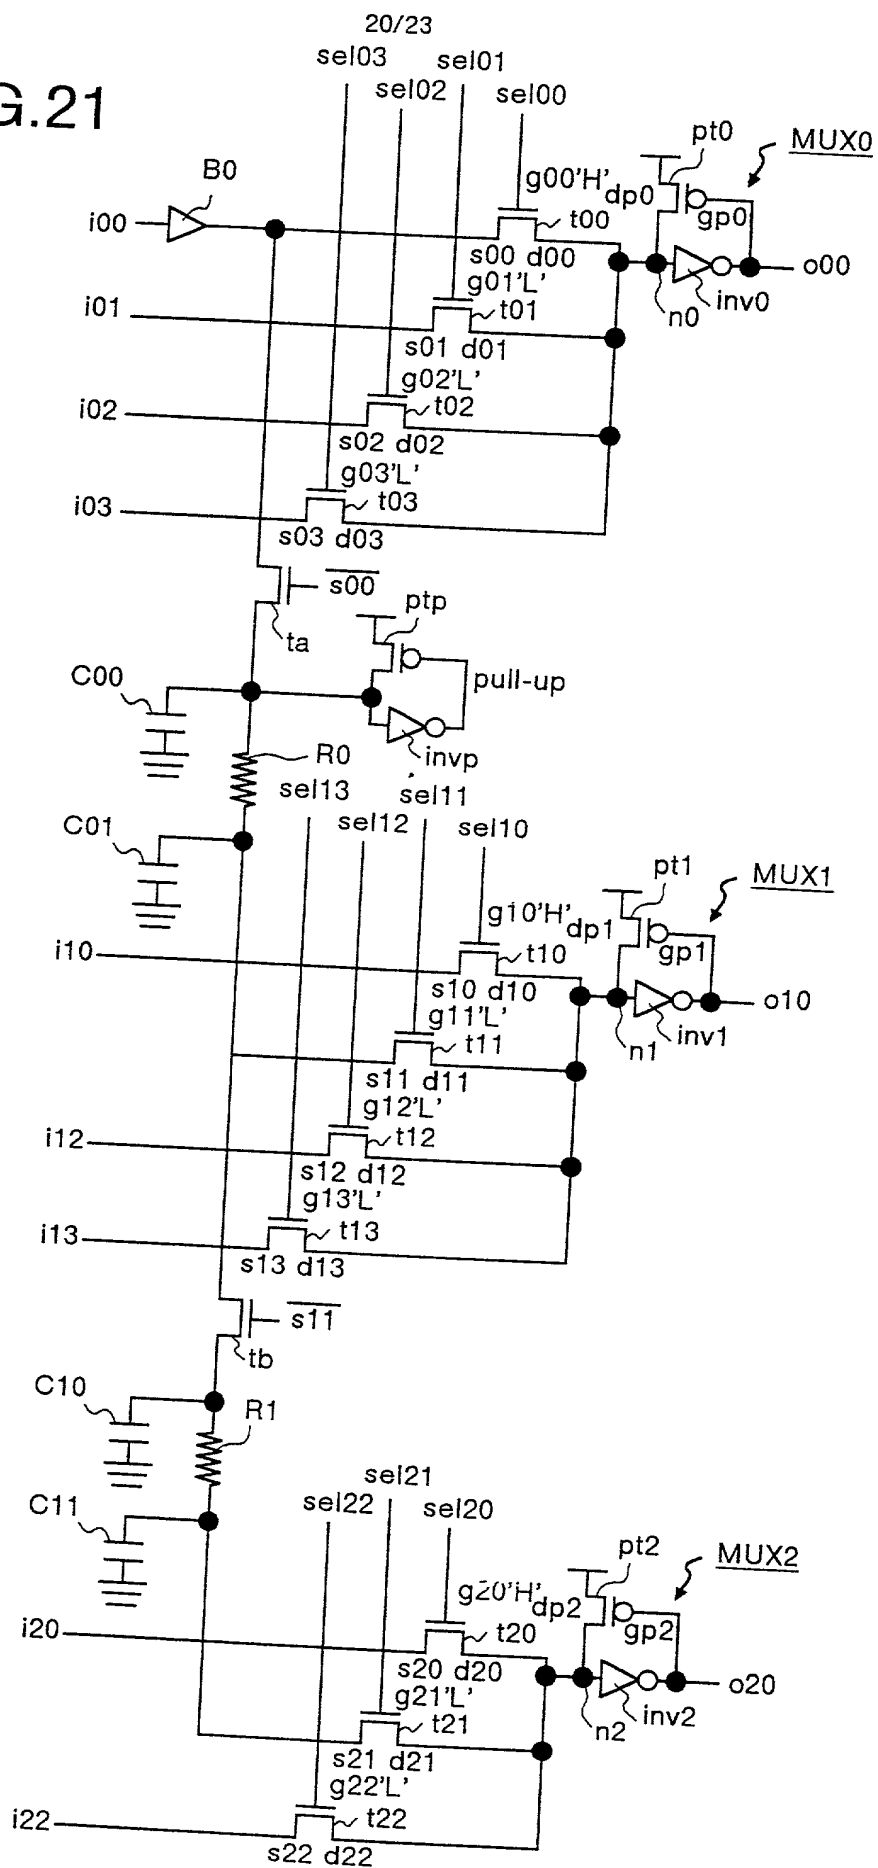 20/23
sel03
sel01
sel02
sel00
G.21
pt0
MUX0
B0
g00'H'
dp0
gp0
i00
t00
s00 d00
o00
g01'L'
inv0
n0
i01
t01
s01 d01
g02'L'
i02
t02
s02 d02
g03'L'
i03
t03
s03 d03
s00
ptp
ta
C00
pull-up
R0
invp
sel13
sel11
C01
sel12
sel10
pt1
MUX1
g10'H'
dp1
gp1
i10
t10
s10 d10
o10
g11'L'
inv1
n1
t11
s11 d11
g12'L'
i12
t12
s12 d12
g13'L'
i13
t13
s13 d13
s11
tb
C10
R1
sel21
C11
sel22
sel20
pt2
MUX2
g20'H'
dp2
gp2
i20
t20
s20 d20
o20
g21'L'
inv2
n2
t21
s21 d21
g22'L'
i22
t22
s22 d22